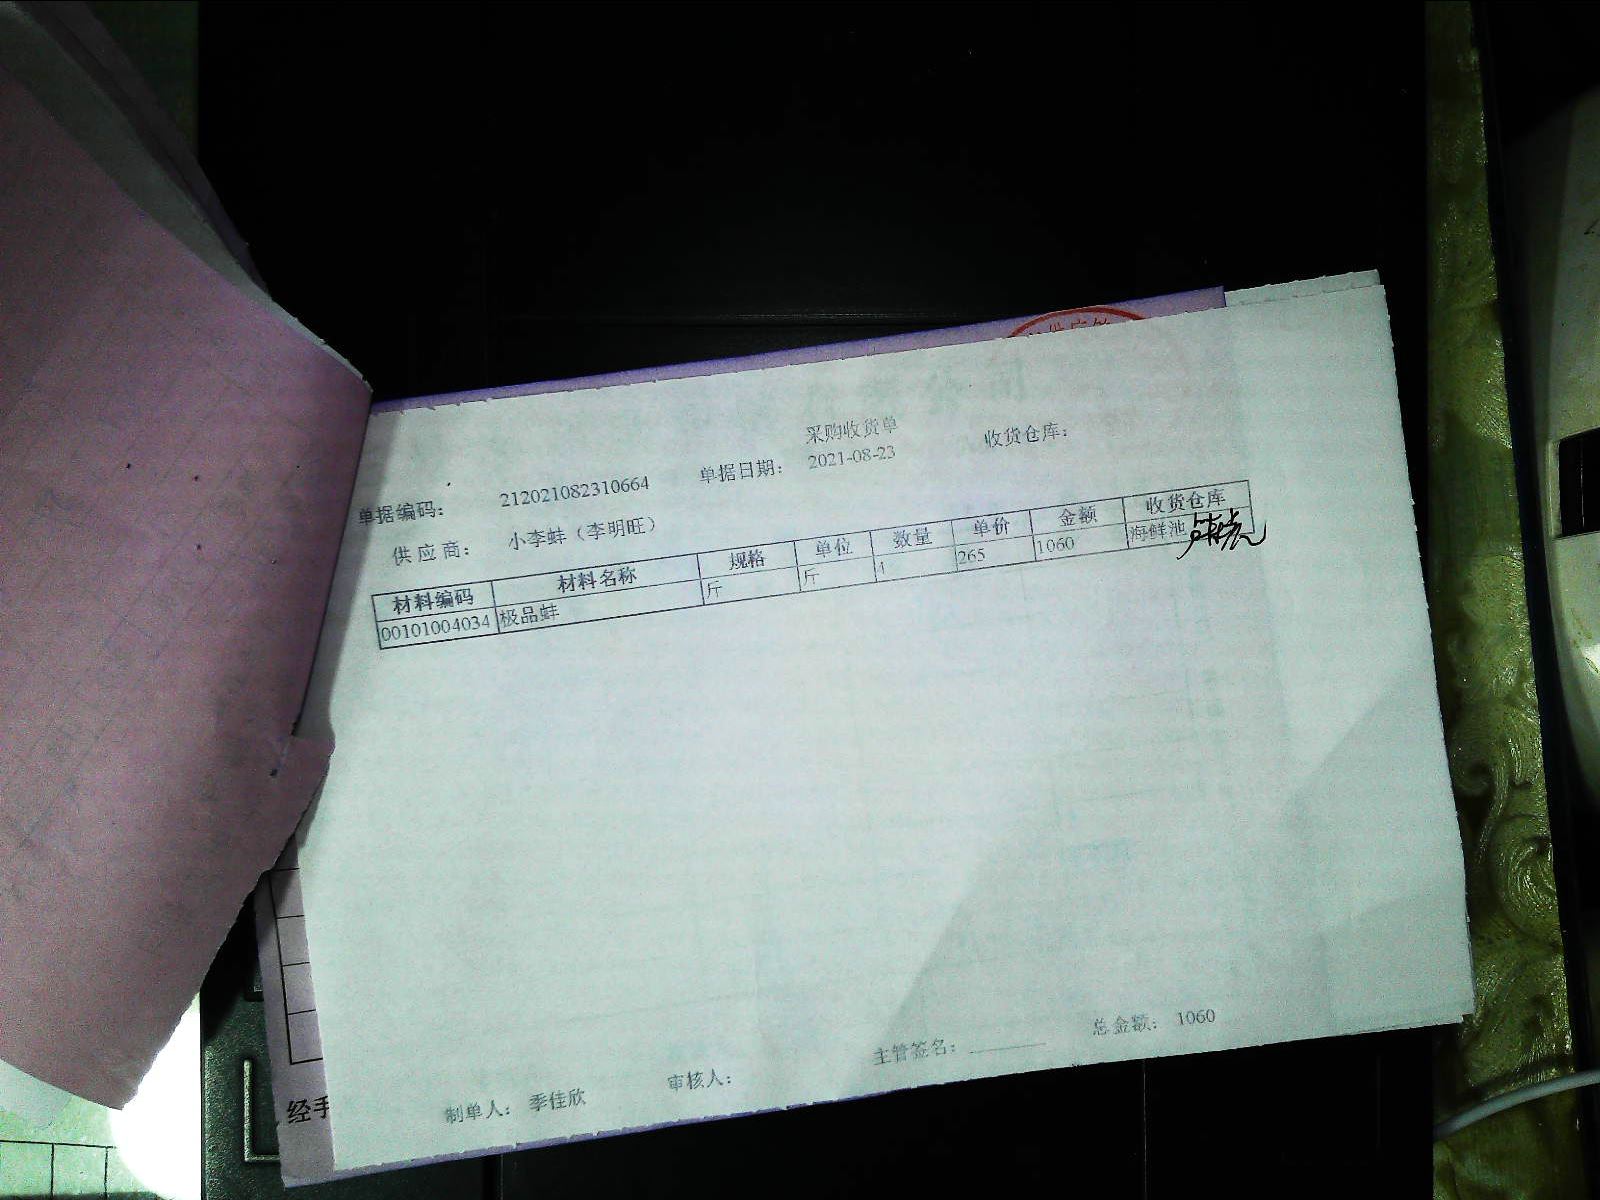 采购收货单
单据编码: 212021082310664 单据日期: 2021-08-23 收货仓库:
供应商: 小李蚌（李明旺）
材料编码 材料名称 规格 单位 数量 单价 金额 收货仓库
00101004034 极品蚌 斤 斤 4 265 1060 海鲜池
总金额: 1060
制单人: 季佳欣 审核人: 主管签名:
经手